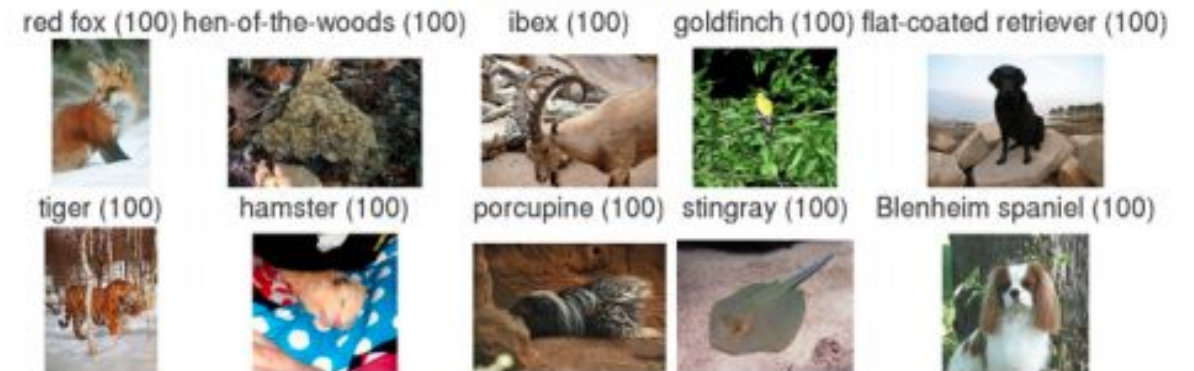 red fox (100) hen-of-the-woods (100) ibex (100) goldfinch (100) flat-coated retriever (100)
tiger (100) hamster (100) porcupine (100) stingray (100) Blenheim spaniel (100)